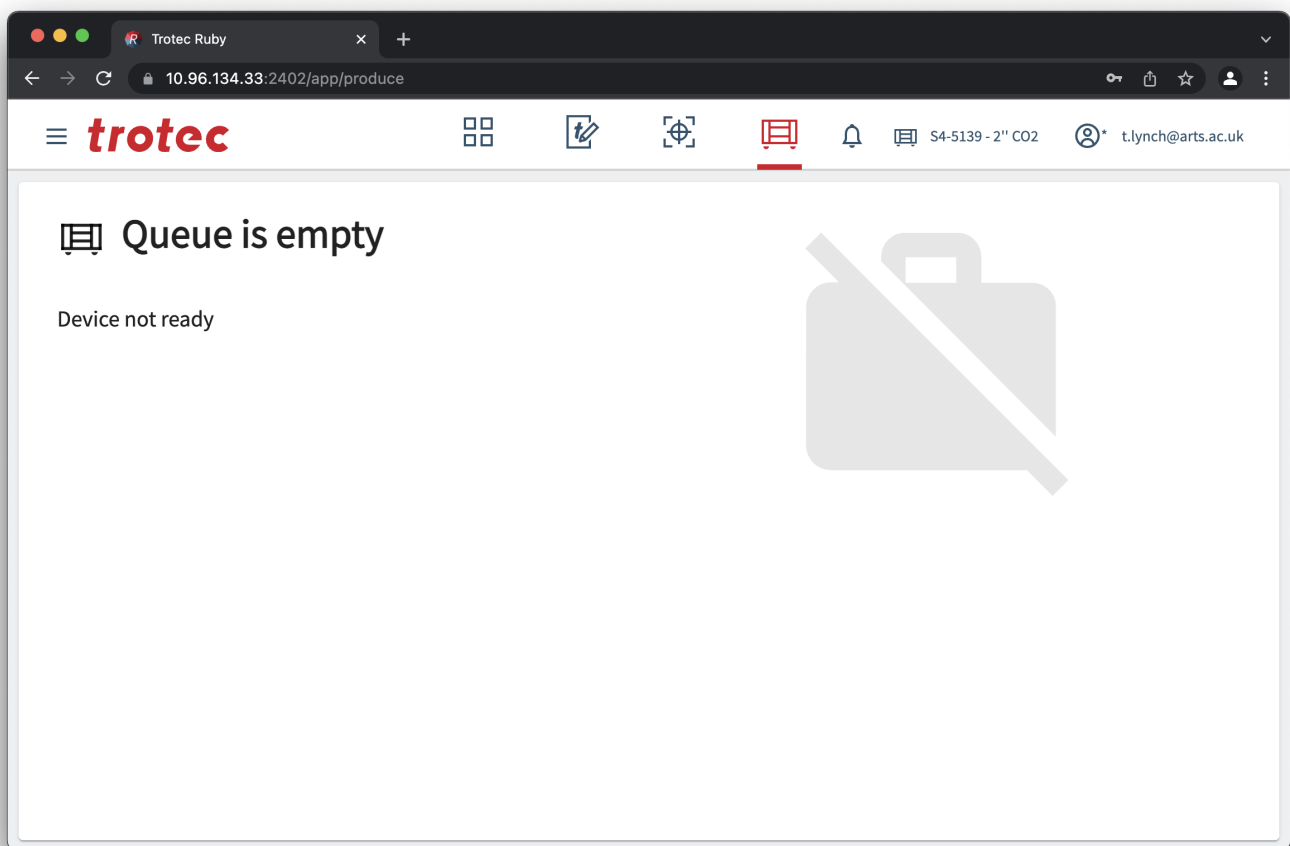 Trotec Ruby
10.96.134.33:2402/app/produce
trotec
S4-5139 - 2'' CO2
* t.lynch@arts.ac.uk
Queue is empty
Device not ready